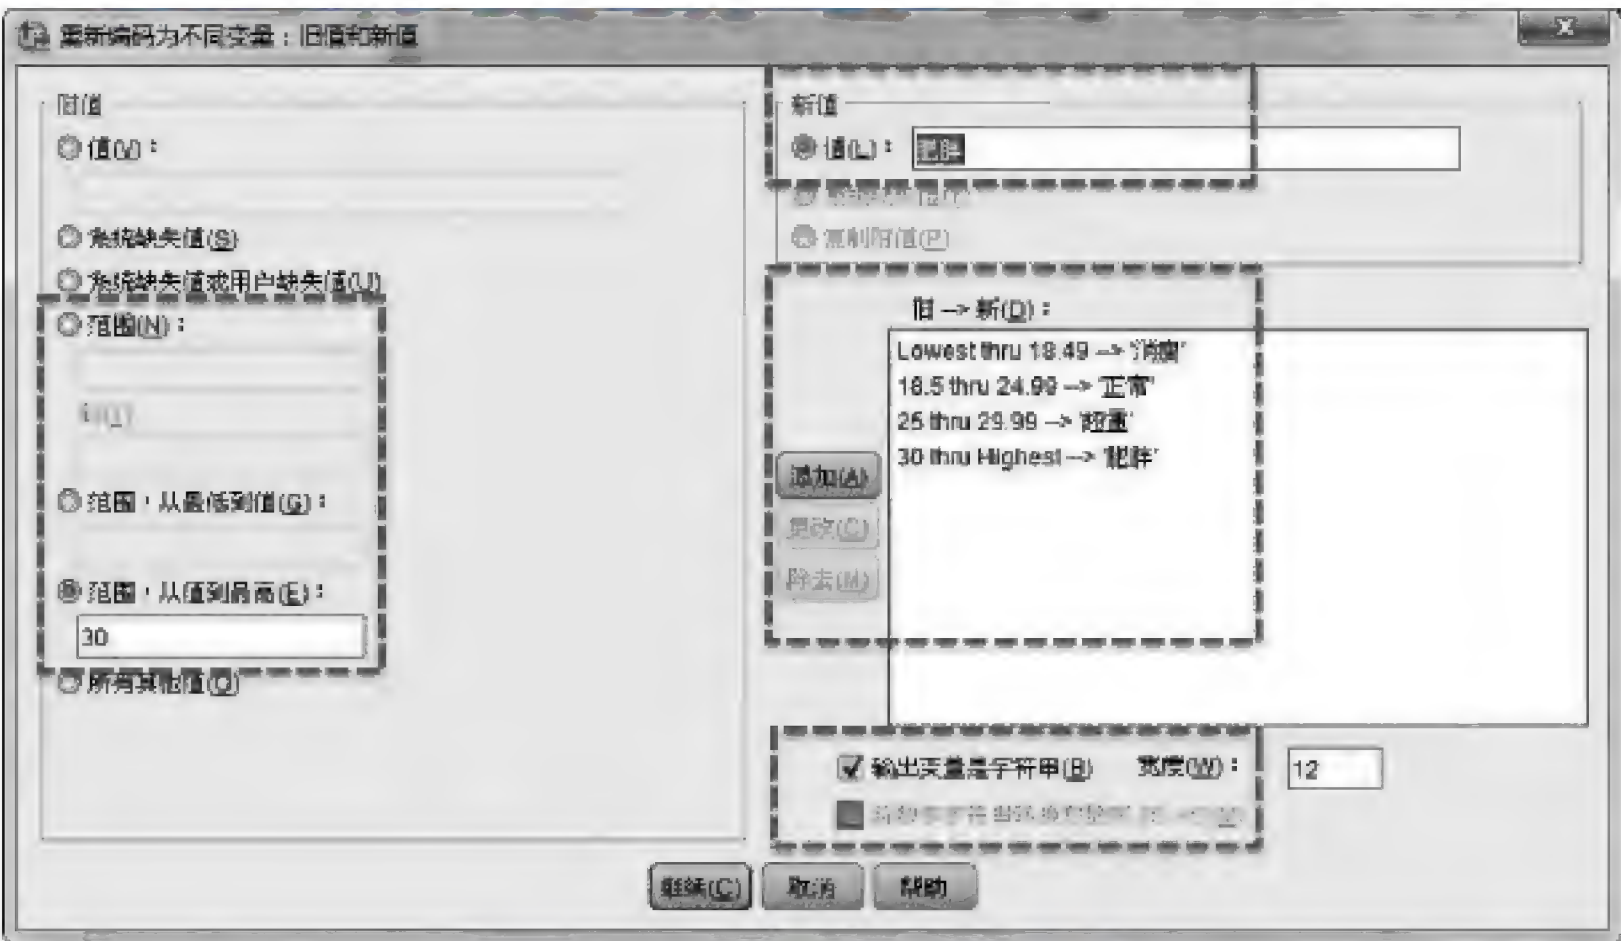 重新编码为不同变量：旧值和新值
旧值
值(V)：
系统缺失值(S)
系统缺失值或用户缺失值(U)
范围(N)：
到(T)
范围，从最低到值(G)：
范围，从值到最高(E)：
30
所有其他值(O)
新值
值(L)： 肥胖
复制旧值(P)
旧 --> 新(D)：
Lowest thru 18.49 --> '消瘦'
18.5 thru 24.99 --> '正常'
25 thru 29.99 --> '超重'
30 thru Highest --> '肥胖'
添加(A)
更改(C)
除去(M)
输出变量是字符串(B) 宽度(W)： 12
继续(C) 取消 帮助